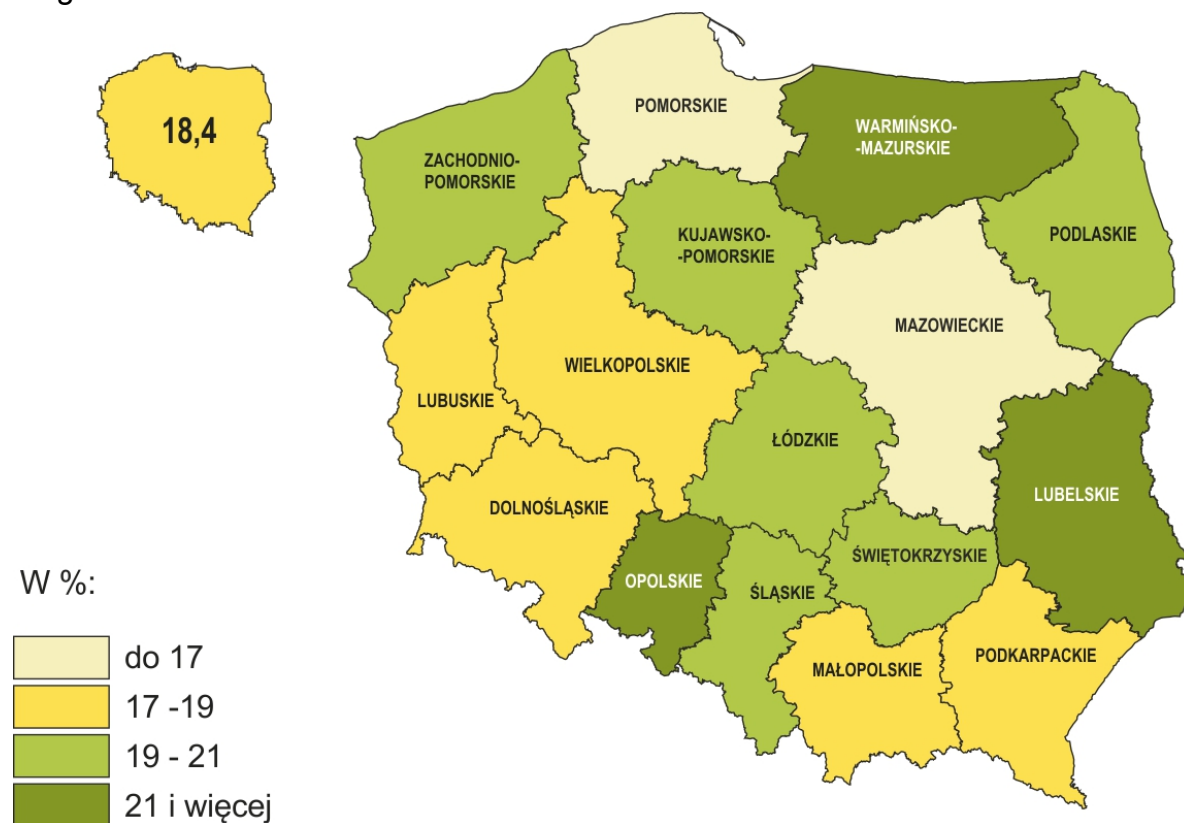 18,4
POMORSKIE
WARMIŃSKO-
-MAZURSKIE
ZACHODNIO-
POMORSKIE
KUJAWSKO-
-POMORSKIE
PODLASKIE
MAZOWIECKIE
WIELKOPOLSKIE
LUBUSKIE
ŁÓDZKIE
LUBELSKIE
DOLNOŚLĄSKIE
ŚWIĘTOKRZYSKIE
OPOLSKIE
ŚLĄSKIE
PODKARPACKIE
MAŁOPOLSKIE
W %:
do 17
17 -19
19 - 21
21 i więcej